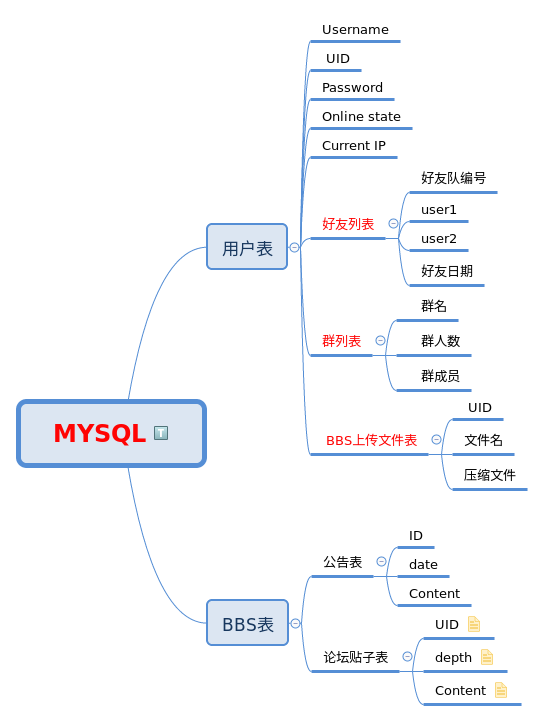 MYSQL
用户表
Username
UID
Password
Online state
Current IP
好友列表
好友队编号
user1
user2
好友日期
群列表
群名
群人数
群成员
BBS上传文件表
UID
文件名
压缩文件
BBS表
公告表
ID
date
Content
论坛贴子表
UID
depth
Content